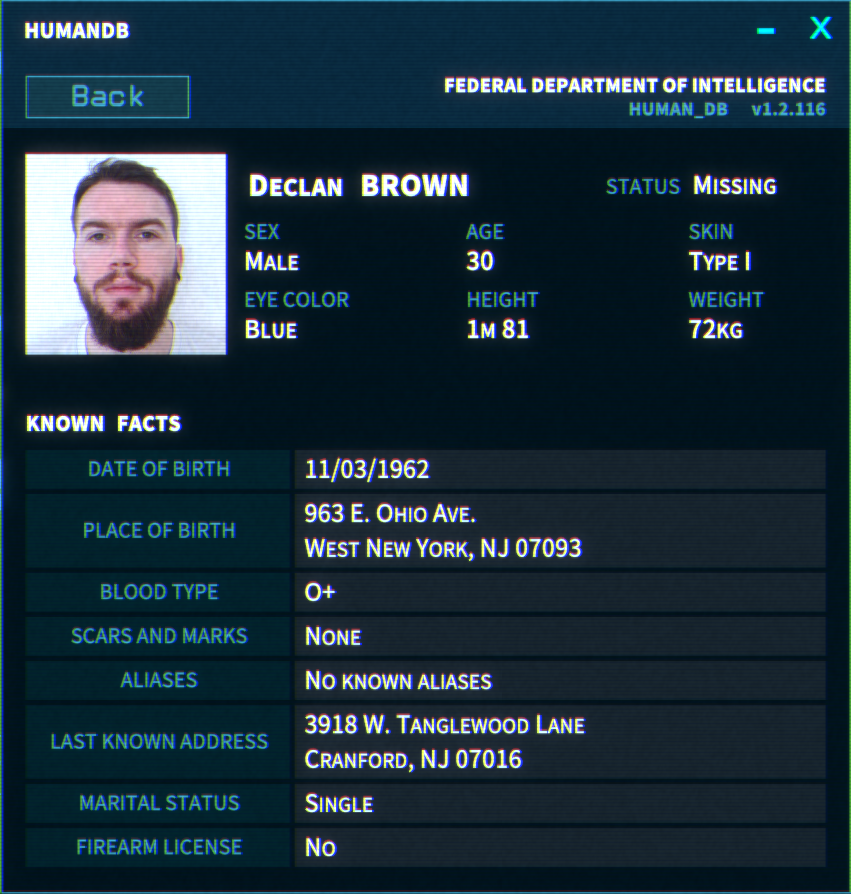 HUMANDB
– X
Back
FEDERAL DEPARTMENT OF INTELLIGENCE
HUMAN_DB v1.2.116
Declan BROWN
STATUS Missing
SEX AGE SKIN
Male 30 Type I
EYE COLOR HEIGHT WEIGHT
Blue 1m 81 72kg
KNOWN FACTS
DATE OF BIRTH 11/03/1962
PLACE OF BIRTH 963 E. Ohio Ave.
West New York, NJ 07093
BLOOD TYPE O+
SCARS AND MARKS None
ALIASES No known aliases
LAST KNOWN ADDRESS 3918 W. Tanglewood Lane
Cranford, NJ 07016
MARITAL STATUS Single
FIREARM LICENSE No